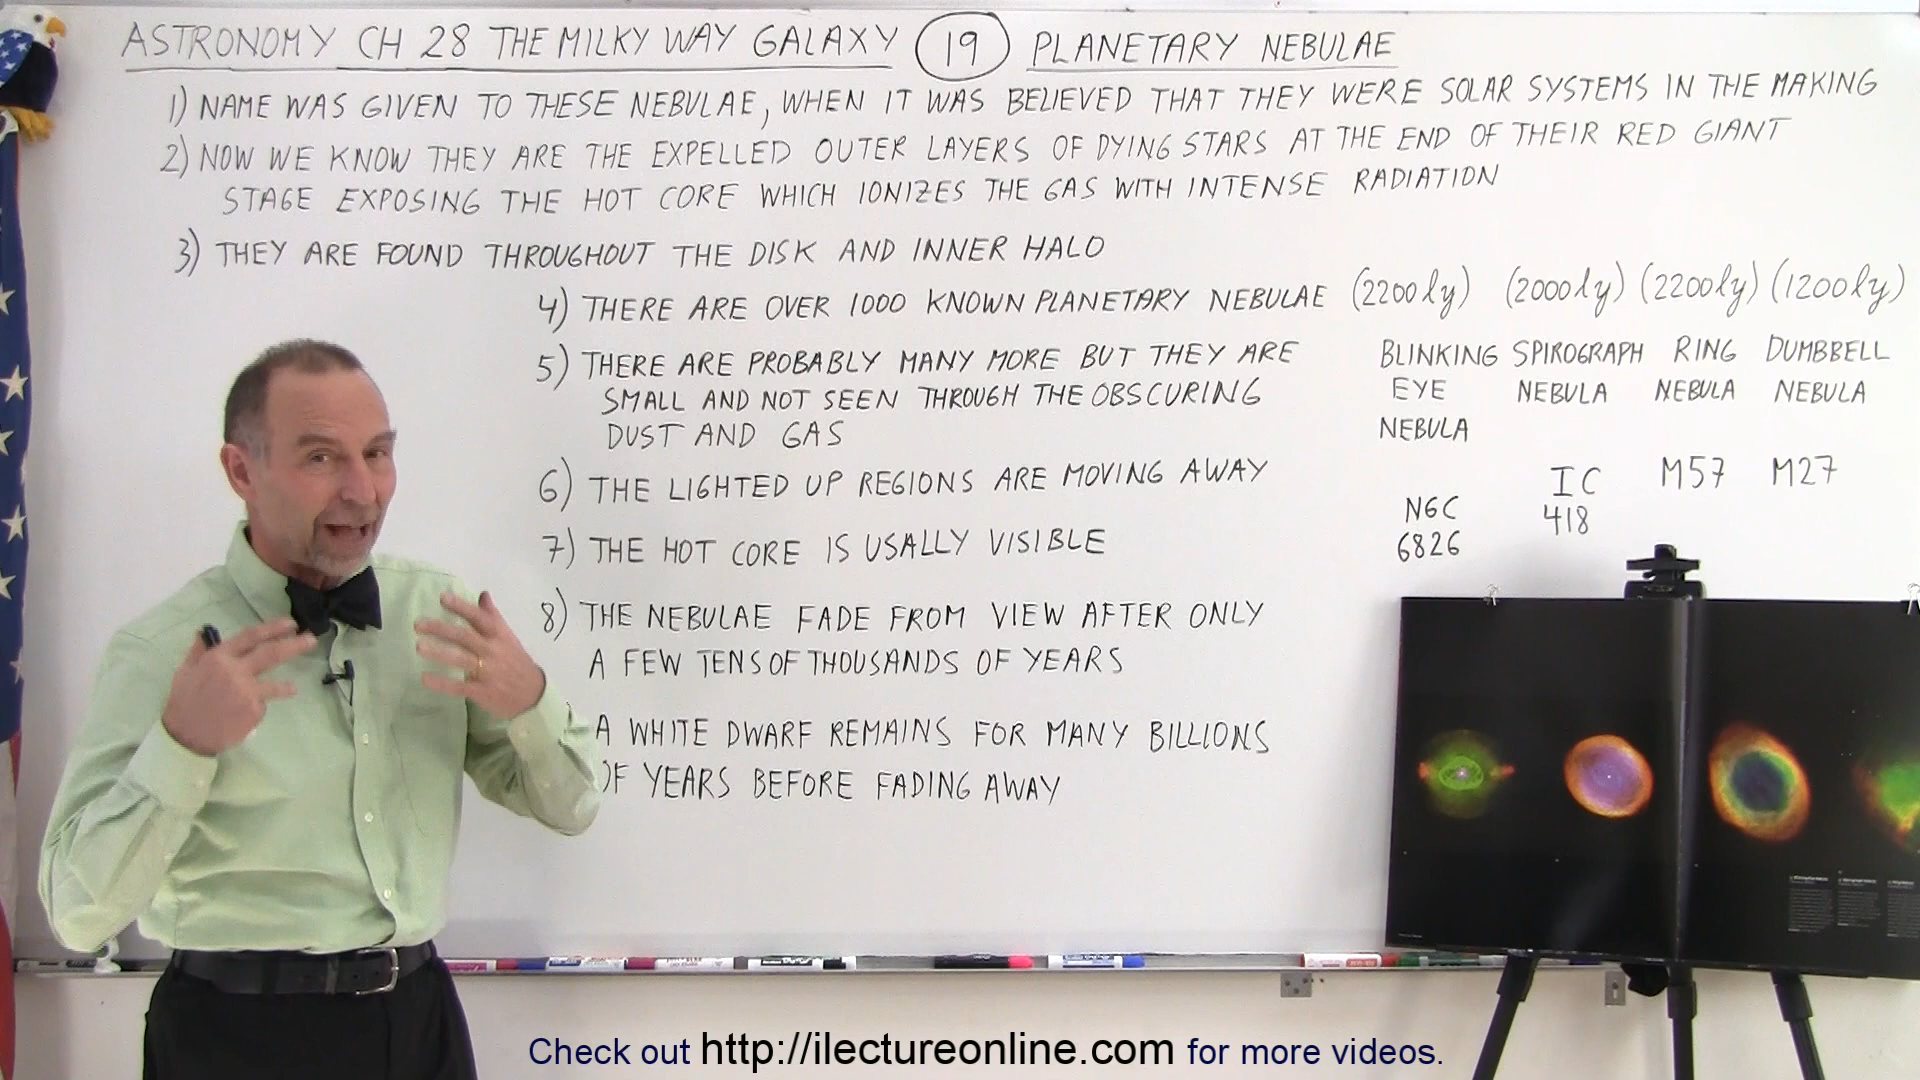 ASTRONOMY CH 28 THE MILKY WAY GALAXY 19 PLANETARY NEBULAE
1) NAME WAS GIVEN TO THESE NEBULAE, WHEN IT WAS BELIEVED THAT THEY WERE SOLAR SYSTEMS IN THE MAKING
2) NOW WE KNOW THEY ARE THE EXPELLED OUTER LAYERS OF DYING STARS AT THE END OF THEIR RED GIANT
STAGE EXPOSING THE HOT CORE WHICH IONIZES THE GAS WITH INTENSE RADIATION
3) THEY ARE FOUND THROUGHOUT THE DISK AND INNER HALO
4) THERE ARE OVER 1000 KNOWN PLANETARY NEBULAE
5) THERE ARE PROBABLY MANY MORE BUT THEY ARE
SMALL AND NOT SEEN THROUGH THE OBSCURING
DUST AND GAS
6) THE LIGHTED UP REGIONS ARE MOVING AWAY
7) THE HOT CORE IS USALLY VISIBLE
8) THE NEBULAE FADE FROM VIEW AFTER ONLY
A FEW TENS OF THOUSANDS OF YEARS
A WHITE DWARF REMAINS FOR MANY BILLIONS
OF YEARS BEFORE FADING AWAY
(2200 ly) (2000 ly) (2200 ly) (1200 ly)
BLINKING SPIROGRAPH RING DUMBBELL
EYE NEBULA NEBULA NEBULA
NEBULA
IC M57 M27
NGC 418
6826
Check out http://ilectureonline.com for more videos.